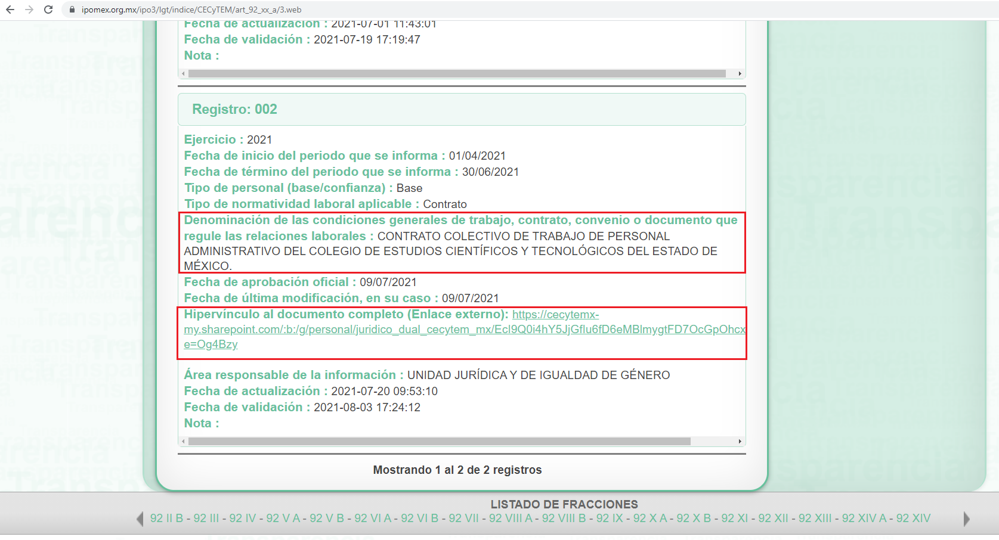 ipomex.org.mx/ipo3/lgt/indice/CECyTEM/art_92_xx_a/3.web
Fecha de actualización : 2021-07-01 11:43:01
Fecha de validación : 2021-07-19 17:19:47
Nota :
Registro: 002
Ejercicio : 2021
Fecha de inicio del periodo que se informa : 01/04/2021
Fecha de término del periodo que se informa : 30/06/2021
Tipo de personal (base/confianza) : Base
Tipo de normatividad laboral aplicable : Contrato
Denominación de las condiciones generales de trabajo, contrato, convenio o documento que
regule las relaciones laborales : CONTRATO COLECTIVO DE TRABAJO DE PERSONAL
ADMINISTRATIVO DEL COLEGIO DE ESTUDIOS CIENTÍFICOS Y TECNOLÓGICOS DEL ESTADO DE
MÉXICO.
Fecha de aprobación oficial : 09/07/2021
Fecha de última modificación, en su caso : 09/07/2021
Hipervínculo al documento completo (Enlace externo): https://cecytemx-
my.sharepoint.com/:b:/g/personal/juridico_dual_cecytem_mx/EcI9Q0i4hY5JjGfIu6fD6eMBlmygtFD7OcGpOhcx
e=Og4Bzy
Área responsable de la información : UNIDAD JURÍDICA Y DE IGUALDAD DE GÉNERO
Fecha de actualización : 2021-07-20 09:53:10
Fecha de validación : 2021-08-03 17:24:12
Nota :
Mostrando 1 al 2 de 2 registros
LISTADO DE FRACCIONES
92 II B - 92 III - 92 IV - 92 V A - 92 V B - 92 VI A - 92 VI B - 92 VII - 92 VIII A - 92 VIII B - 92 IX - 92 X A - 92 X B - 92 XI - 92 XII - 92 XIII - 92 XIV A - 92 XIV